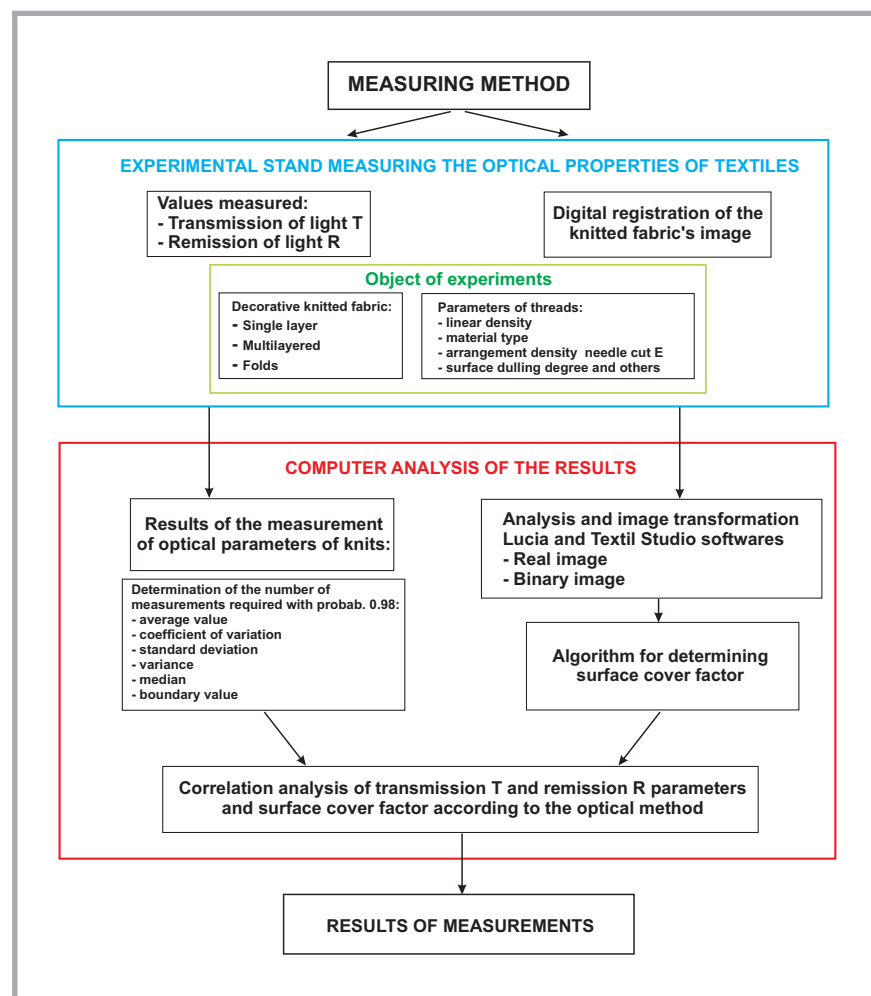 MEASURING METHOD
EXPERIMENTAL STAND MEASURING THE OPTICAL PROPERTIES OF TEXTILES
Values measured:
- Transmission of light T
- Remission of light R
Digital registration of the
knitted fabric's image
Object of experiments
Decorative knitted fabric:
- Single layer
- Multilayered
- Folds
Parameters of threads:
- linear density
- material type
- arrangement density needle cut E
- surface dulling degree and others
COMPUTER ANALYSIS OF THE RESULTS
Results of the measurement
of optical parameters of knits:
Determination of the number of
measurements required with probab. 0.98:
- average value
- coefficient of variation
- standard deviation
- variance
- median
- boundary value
Analysis and image transformation
Lucia and Textil Studio softwares
- Real image
- Binary image
Algorithm for determining
surface cover factor
Correlation analysis of transmission T and remission R parameters
and surface cover factor according to the optical method
RESULTS OF MEASUREMENTS